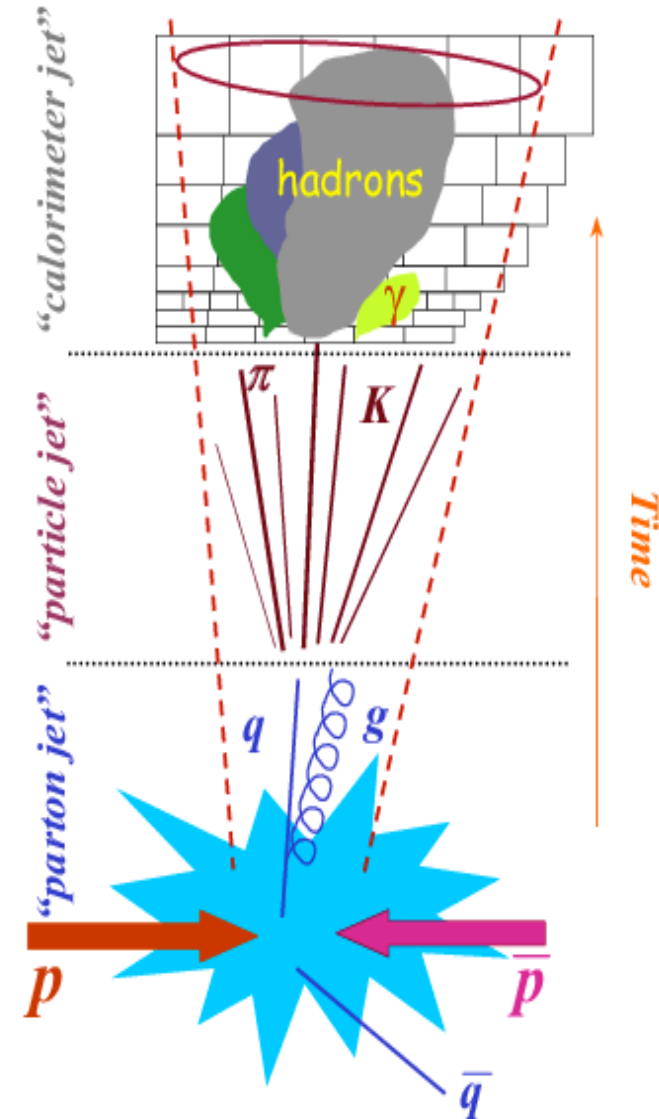 “calorimeter jet”
hadrons
γ
“particle jet”
π
K
Time
“parton jet”
q
g
p
p̅
q̅